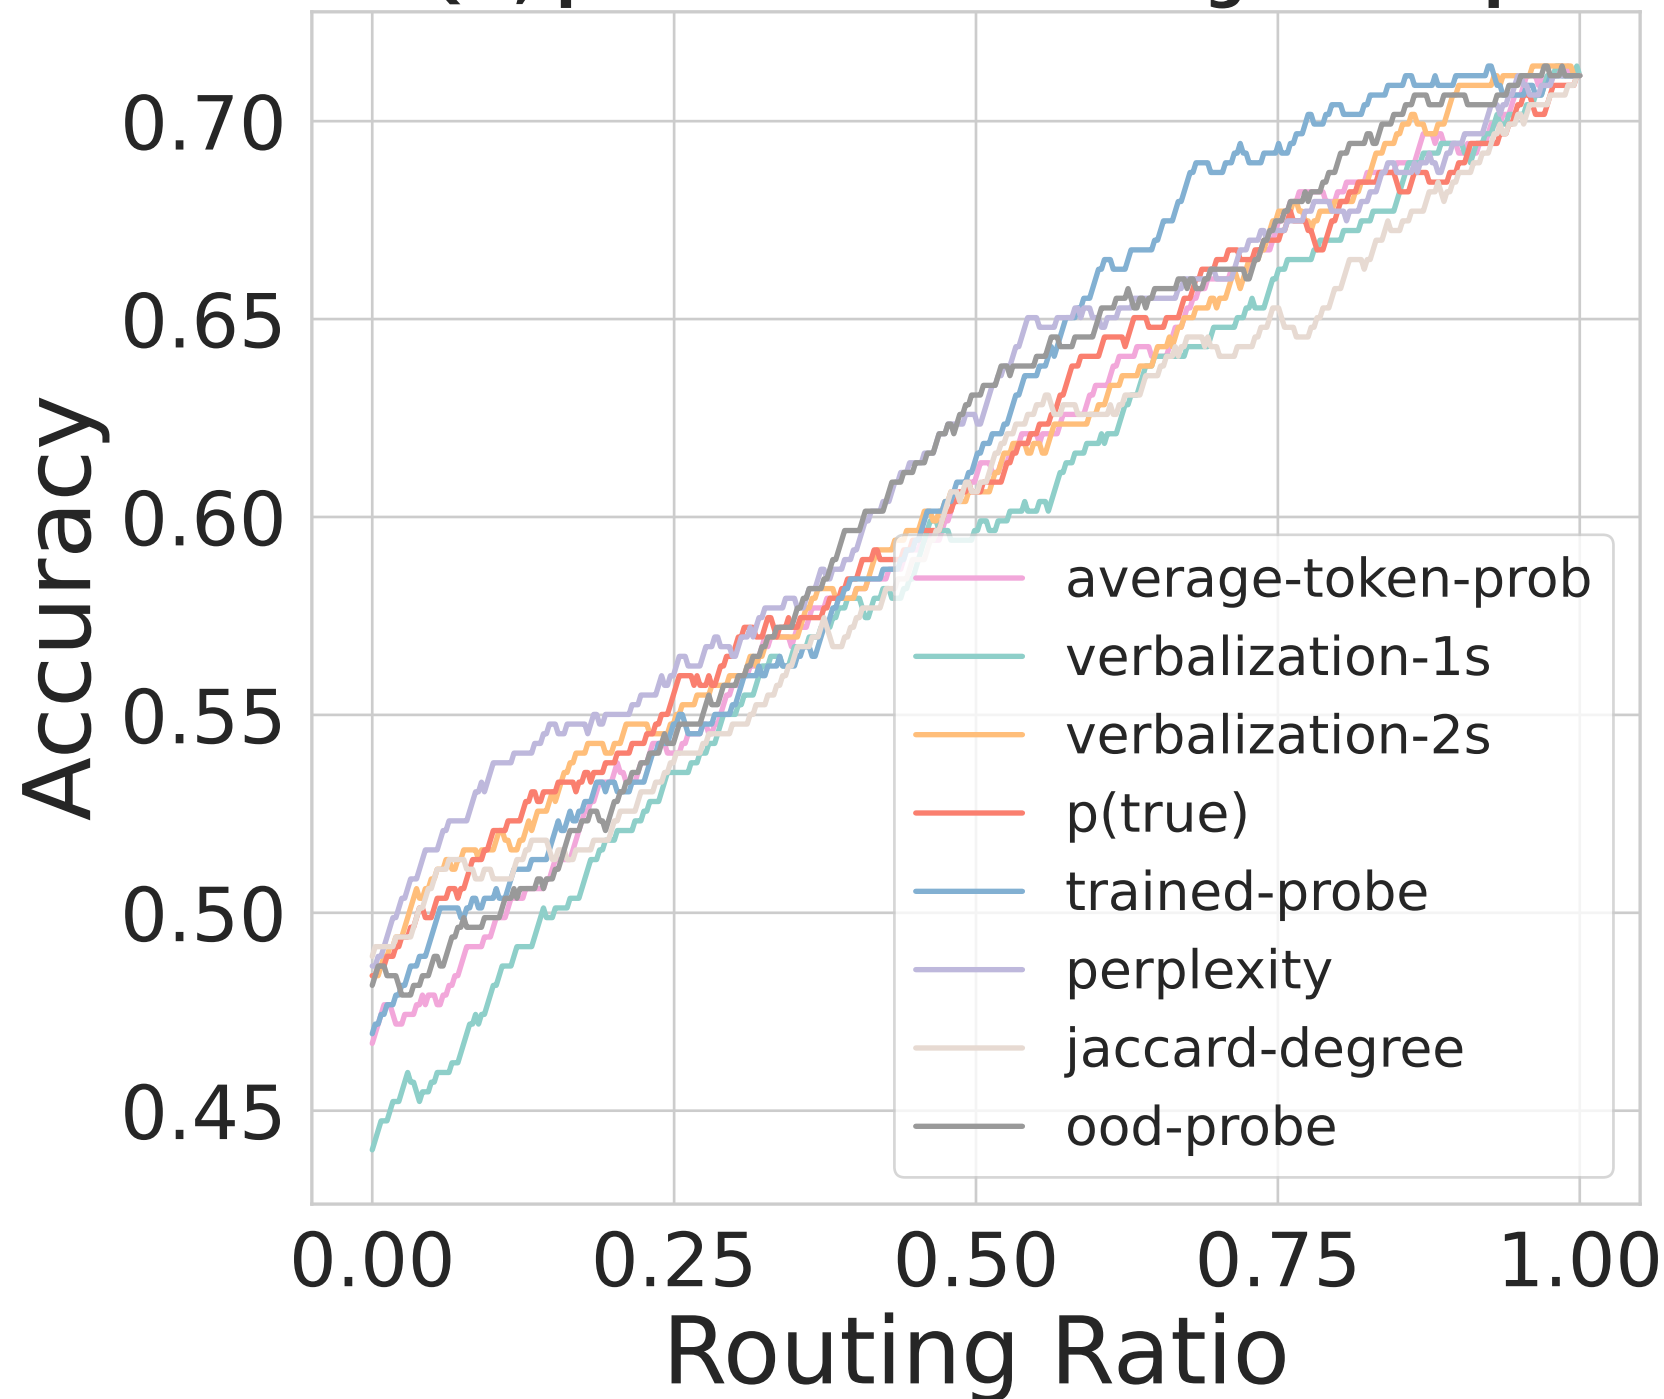 0.70
0.65
0.60
0.55
0.50
0.45
Accuracy
average-token-prob
verbalization-1s
verbalization-2s
p(true)
trained-probe
perplexity
jaccard-degree
ood-probe
0.00 0.25 0.50 0.75 1.00
Routing Ratio